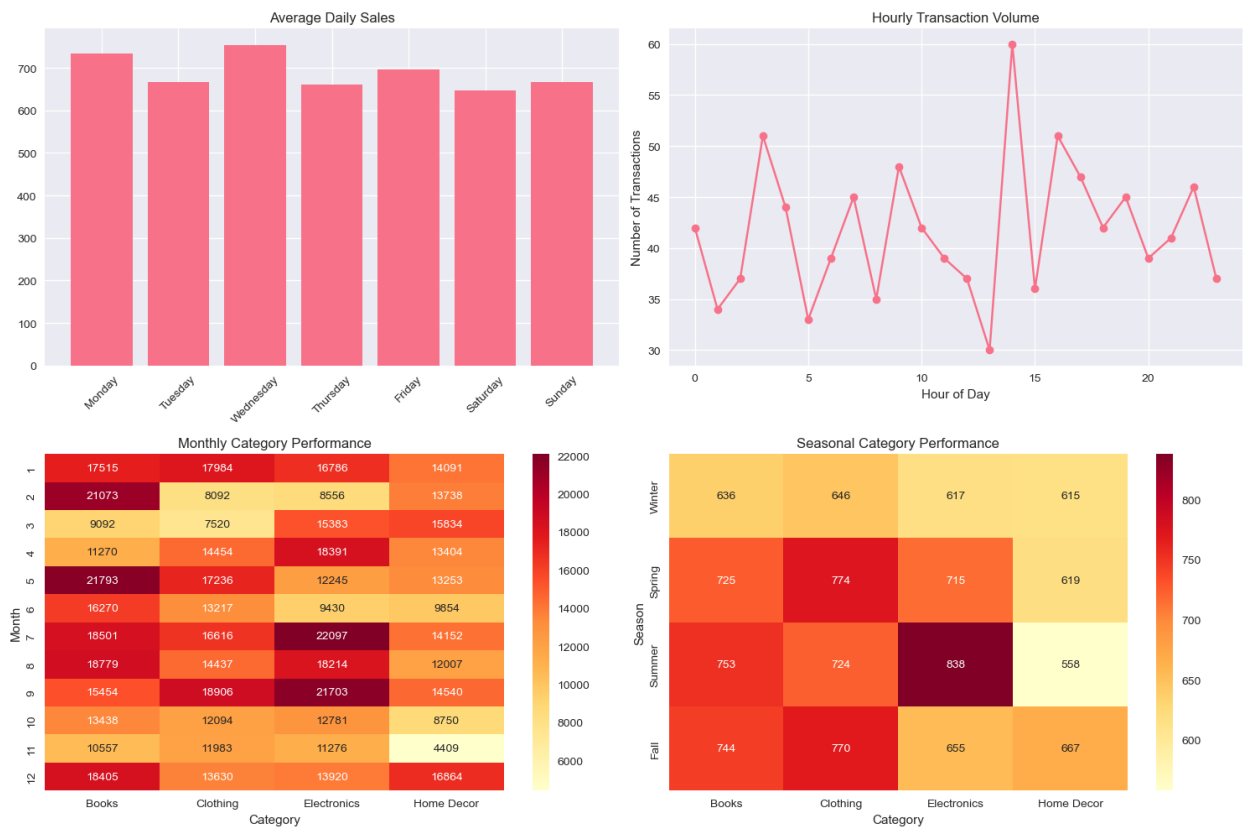 Average Daily Sales
700
600
500
400
300
200
100
0
Monday
Tuesday
Wednesday
Thursday
Friday
Saturday
Sunday
Hourly Transaction Volume
Number of Transactions
60
55
50
45
40
35
30
0 5 10 15 20
Hour of Day
Monthly Category Performance
Month
1 17515 17984 16786 14091
2 21073 8092 8556 13738
3 9092 7520 15383 15834
4 11270 14454 18391 13404
5 21793 17236 12245 13253
6 16270 13217 9430 9854
7 18501 16616 22097 14152
8 18779 14437 18214 12007
9 15454 18906 21703 14540
10 13438 12094 12781 8750
11 10557 11983 11276 4409
12 18405 13630 13920 16864
Books Clothing Electronics Home Decor
Category
22000
20000
18000
16000
14000
12000
10000
8000
6000
Seasonal Category Performance
Season
Winter 636 646 617 615
Spring 725 774 715 619
Summer 753 724 838 558
Fall 744 770 655 667
Books Clothing Electronics Home Decor
Category
800
750
700
650
600